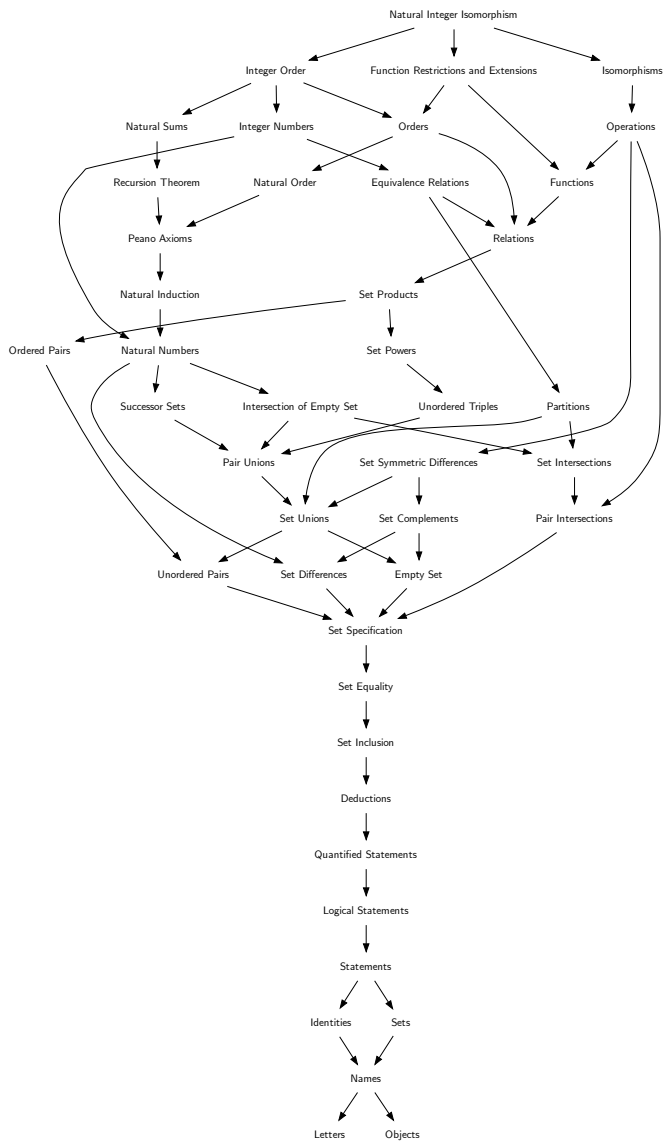 Natural Integer Isomorphism
Integer Order
Function Restrictions and Extensions
Isomorphisms
Natural Sums
Integer Numbers
Orders
Operations
Recursion Theorem
Natural Order
Equivalence Relations
Functions
Peano Axioms
Relations
Natural Induction
Set Products
Ordered Pairs
Natural Numbers
Set Powers
Successor Sets
Intersection of Empty Set
Unordered Triples
Partitions
Pair Unions
Set Symmetric Differences
Set Intersections
Set Unions
Set Complements
Pair Intersections
Unordered Pairs
Set Differences
Empty Set
Set Specification
Set Equality
Set Inclusion
Deductions
Quantified Statements
Logical Statements
Statements
Identities
Sets
Names
Letters
Objects